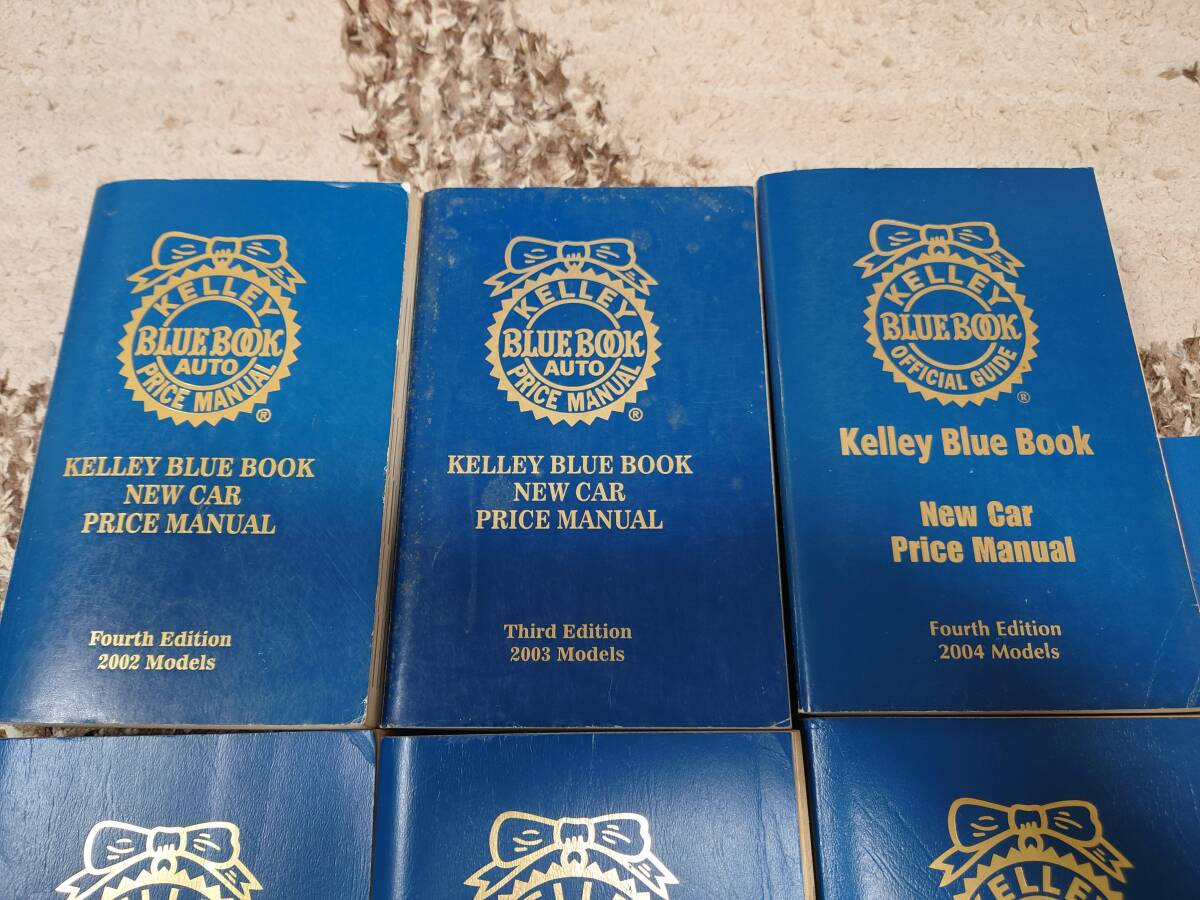 KELLEY
BLUE BOOK
AUTO
PRICE MANUAL
®
KELLEY BLUE BOOK
NEW CAR
PRICE MANUAL
Fourth Edition
2002 Models
KELLEY
BLUE BOOK
AUTO
PRICE MANUAL
®
KELLEY BLUE BOOK
NEW CAR
PRICE MANUAL
Third Edition
2003 Models
KELLEY
BLUE BOOK
OFFICIAL GUIDE
®
Kelley Blue Book
New Car
Price Manual
Fourth Edition
2004 Models